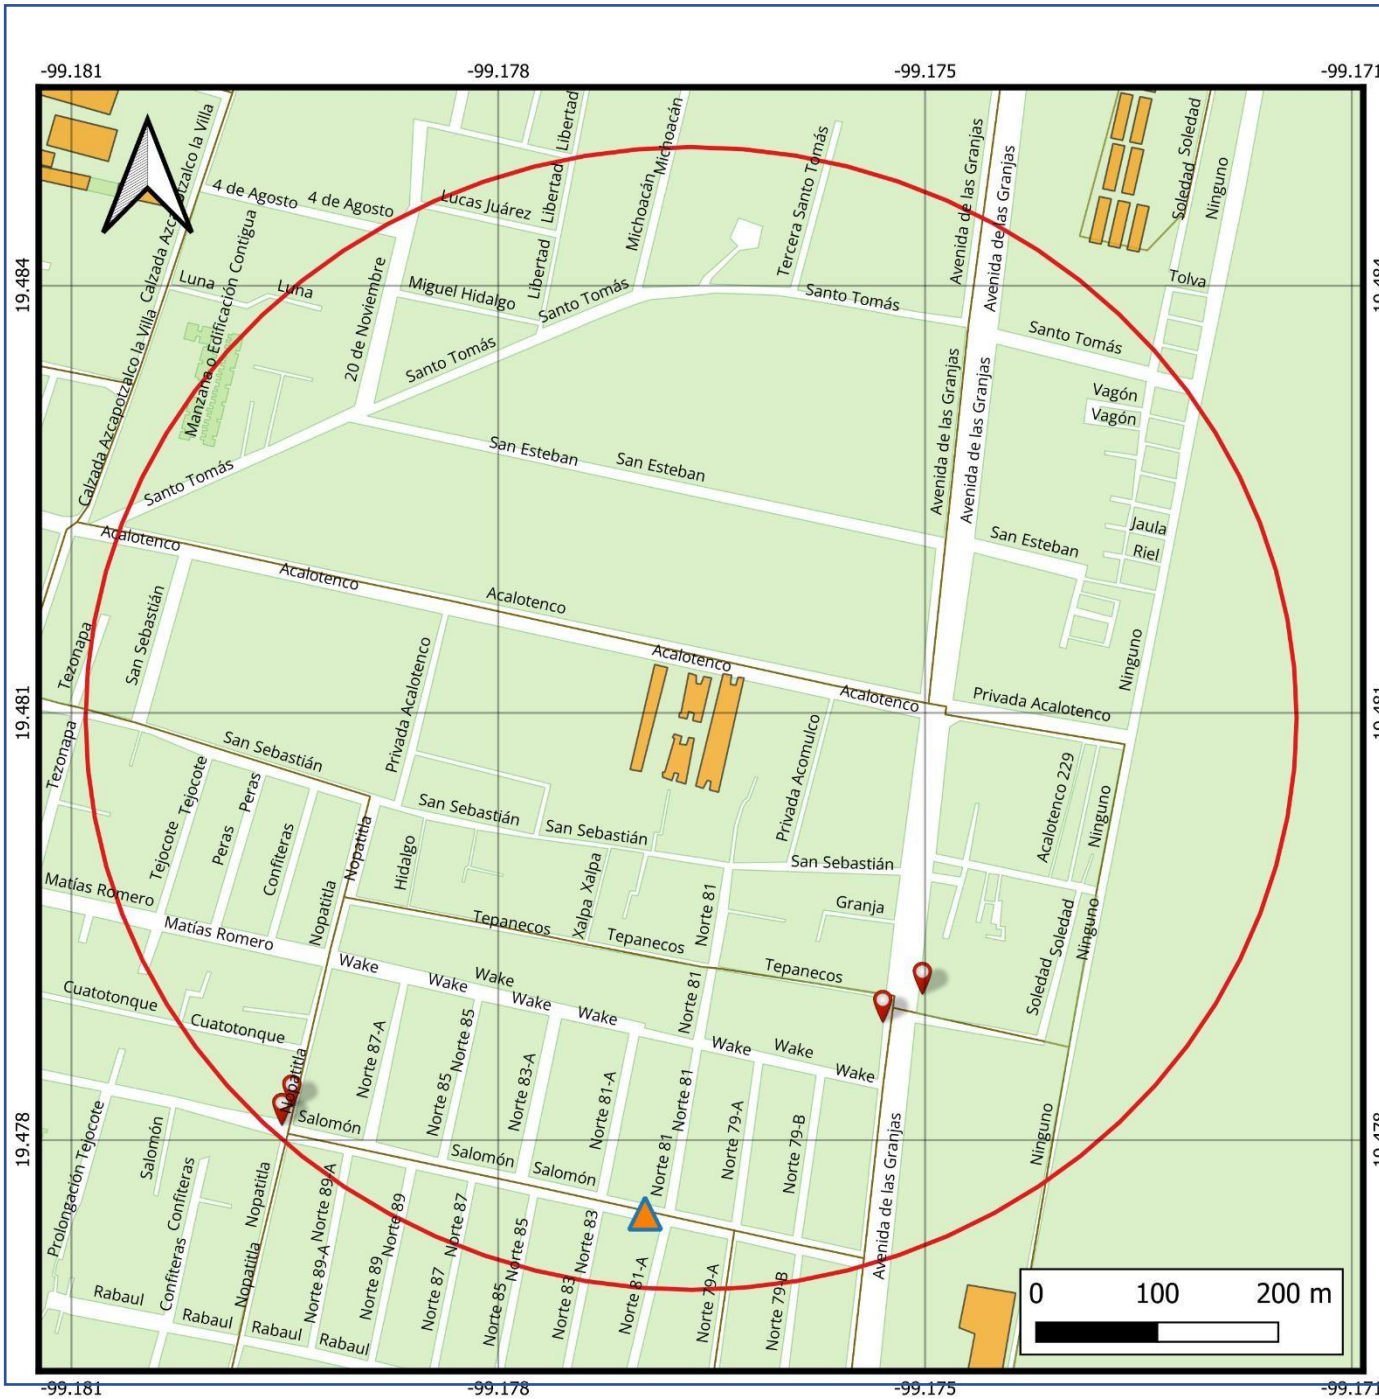 -99.181
-99.178
-99.175
-99.171
19.484
19.481
19.478
Calzada Azcapotzalco la Villa
Calzada Azcapotzalco la Villa
4 de Agosto
4 de Agosto
Manzana o Edificación Contigua
Luna
Luna
Lucas Juárez
Libertad
Libertad
Libertad
Michoacán
Michoacán
Tercera Santo Tomás
Avenida de las Granjas
Avenida de las Granjas
Soledad
Soledad
Ninguno
Tolva
20 de Noviembre
Miguel Hidalgo
Santo Tomás
Santo Tomás
Santo Tomás
Santo Tomás
Santo Tomás
Avenida de las Granjas
Avenida de las Granjas
Vagón
Vagón
San Esteban
San Esteban
San Esteban
Jaula
Riel
Acalotenco
Acalotenco
Acalotenco
Acalotenco
Acalotenco
Privada Acalotenco
Ninguno
Tezonapa
Tezonapa
San Sebastián
Privada Acalotenco
San Sebastián
San Sebastián
San Sebastián
San Sebastián
Privada Acomulco
Acalotenco 229
Ninguno
Tejocote
Tejocote
Peras
Peras
Confiteras
Nopatitla
Nopatitla
Hidalgo
Xalpa
Xalpa
Norte 81
Granja
Matías Romero
Matías Romero
Tepanecos
Tepanecos
Tepanecos
Soledad
Soledad
Ninguno
Wake
Wake
Wake
Wake
Wake
Wake
Wake
Wake
Cuatotonque
Cuatotonque
Nopatitla
Norte 87-A
Norte 85
Norte 85
Norte 83-A
Norte 81-A
Norte 81
Norte 81
Norte 81
Norte 79-A
Norte 79-B
Avenida de las Granjas
Ninguno
Salomón
Salomón
Salomón
Salomón
Prolongación Tejocote
Confiteras
Confiteras
Nopatitla
Nopatitla
Norte 89-A
Norte 89-A
Norte 89
Norte 89
Norte 87
Norte 87
Norte 85
Norte 85
Norte 83
Norte 83
Norte 81-A
Norte 79-A
Norte 79-B
Rabaul
Rabaul
Rabaul
Rabaul
0 100 200 m
-99.181
-99.178
-99.175
-99.171